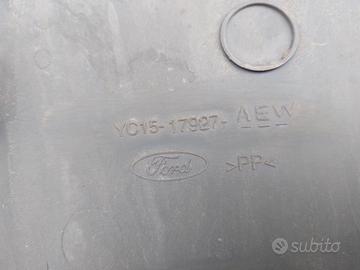 YC15-17927-AEW
Ford >PP<
subito